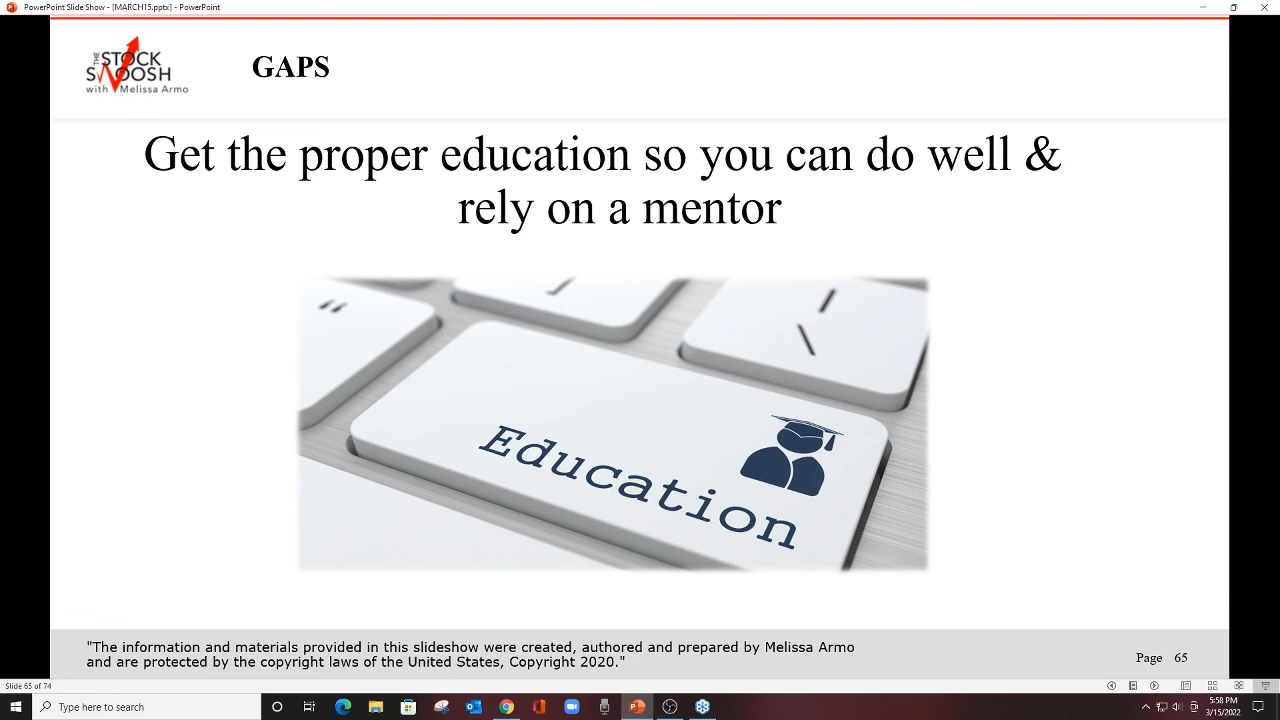 PowerPoint Slide Show - [MARCH15.pptx] - PowerPoint
THE
STOCK
SWOOSH
with Melissa Armo
GAPS
Get the proper education so you can do well &
rely on a mentor
"
Education
"The information and materials provided in this slideshow were created, authored and prepared by Melissa Armo
and are protected by the copyright laws of the United States, Copyright 2020."
Page 65
Slide 65 of 74
Type here to search
5:58 PM
3/15/2022